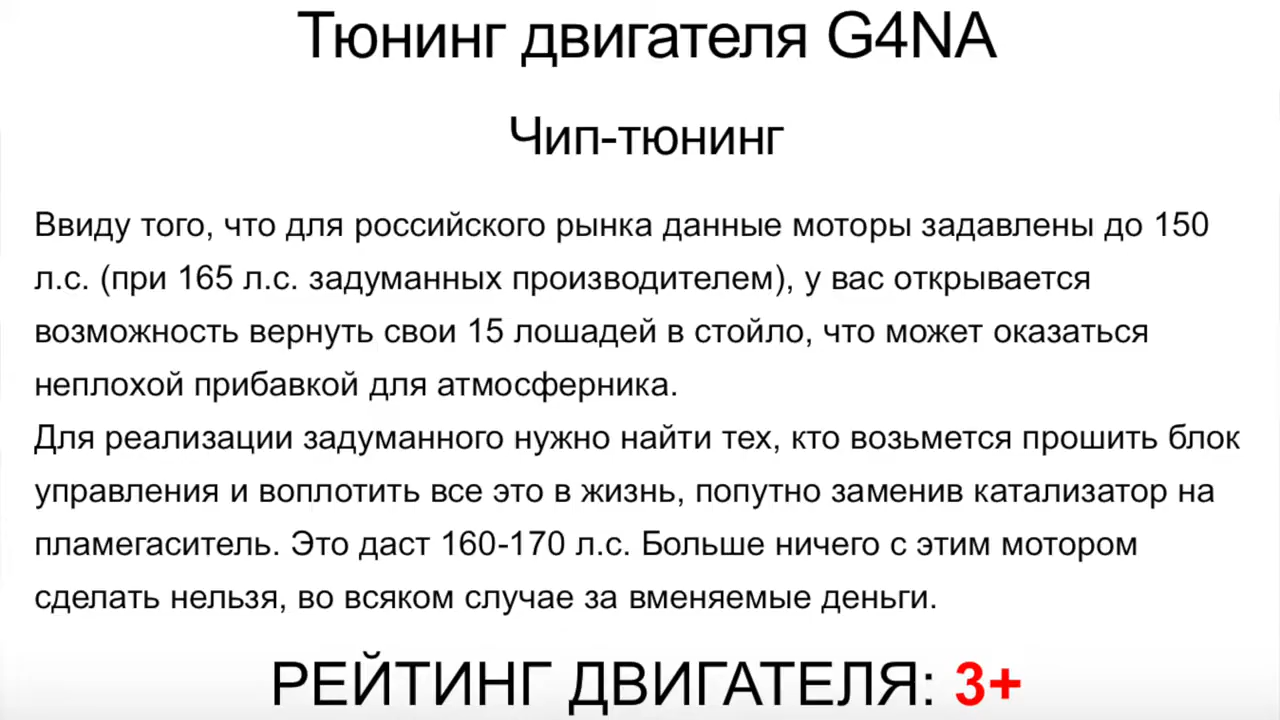 Тюнинг двигателя G4NA
Чип-тюнинг
Ввиду того, что для российского рынка данные моторы задавлены до 150
л.с. (при 165 л.с. задуманных производителем), у вас открывается
возможность вернуть свои 15 лошадей в стойло, что может оказаться
неплохой прибавкой для атмосферника.
Для реализации задуманного нужно найти тех, кто возьмется прошить блок
управления и воплотить все это в жизнь, попутно заменив катализатор на
пламегаситель. Это даст 160-170 л.с. Больше ничего с этим мотором
сделать нельзя, во всяком случае за вменяемые деньги.
РЕЙТИНГ ДВИГАТЕЛЯ: 3+